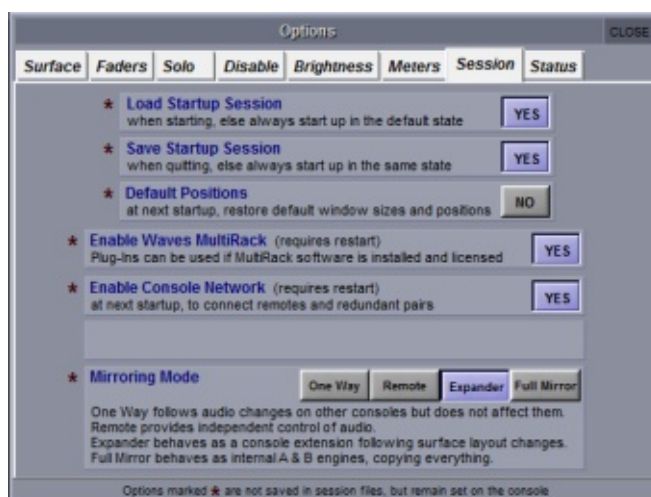 Options CLOSE
Surface Faders Solo Disable Brightness Meters Session Status
* Load Startup Session
when starting, else always start up in the default state
YES
* Save Startup Session
when quitting, else always start up in the same state
YES
* Default Positions
at next startup, restore default window sizes and positions
NO
* Enable Waves MultiRack (requires restart)
Plug-Ins can be used if MultiRack software is installed and licensed
YES
* Enable Console Network (requires restart)
at next startup, to connect remotes and redundant pairs
YES
* Mirroring Mode One Way Remote Expander Full Mirror
One Way follows audio changes on other consoles but does not affect them.
Remote provides independent control of audio.
Expander behaves as a console extension following surface layout changes.
Full Mirror behaves as internal A & B engines, copying everything.
Options marked * are not saved in session files, but remain set on the console